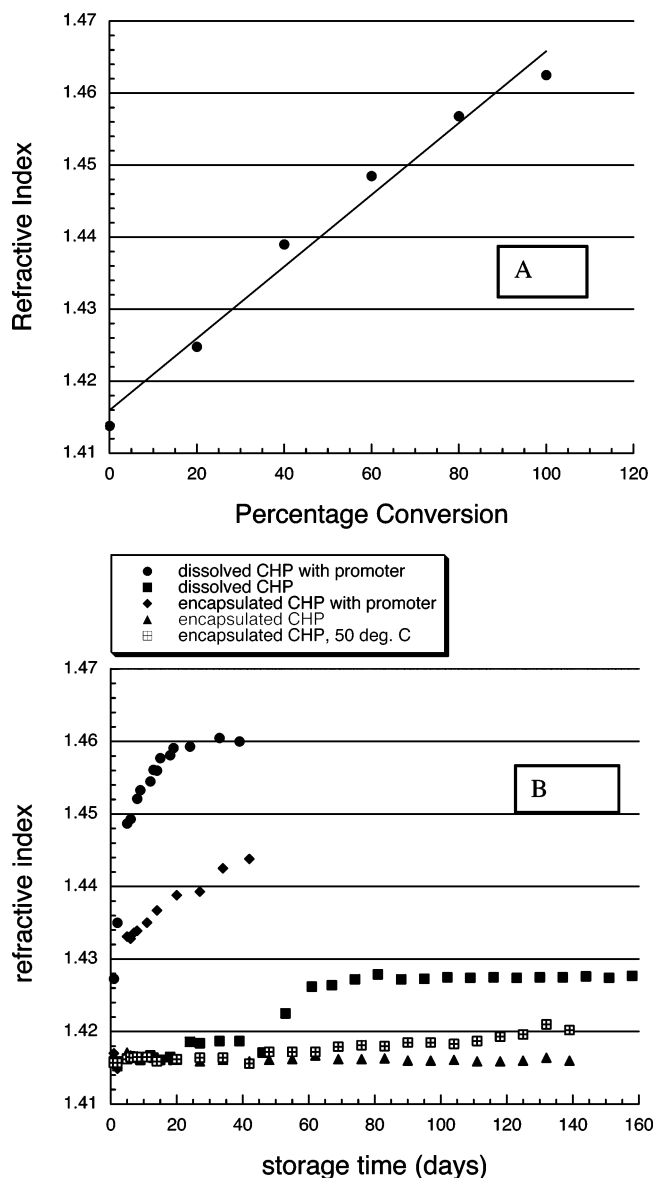 1.47
1.46
1.45
1.44
1.43
1.42
1.41
Refractive Index
A
0 20 40 60 80 100 120
Percentage Conversion
dissolved CHP with promoter
dissolved CHP
encapsulated CHP with promoter
encapsulated CHP
encapsulated CHP, 50 deg. C
1.47
1.46
1.45
1.44
1.43
1.42
1.41
refractive index
B
0 20 40 60 80 100 120 140 160
storage time (days)